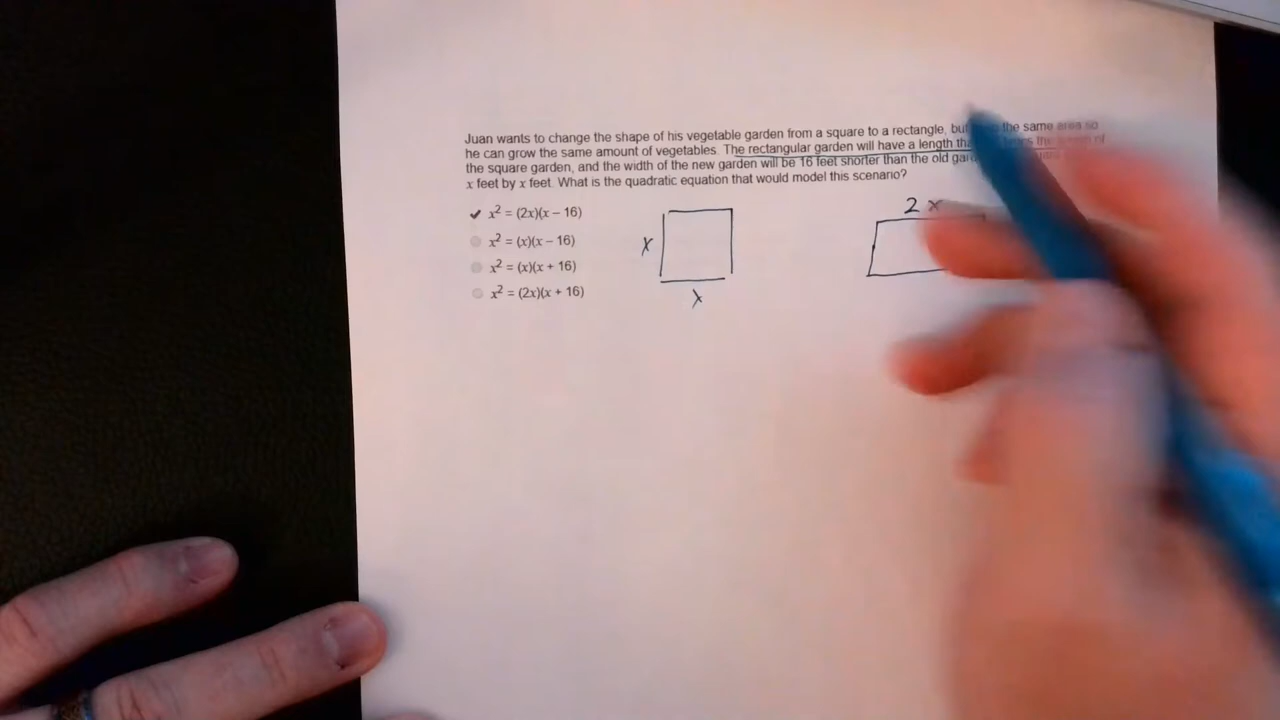 Juan wants to change the shape of his vegetable garden from a square to a rectangle, but the same area so
he can grow the same amount of vegetables. The rectangular garden will have a length of
the square garden, and the width of the new garden will be 16 feet shorter than the old
x feet by x feet. What is the quadratic equation that would model this scenario?
✔ x² = (2x)(x – 16)
x² = (x)(x – 16)
x² = (x)(x + 16)
x² = (2x)(x + 16)
x
x
2x